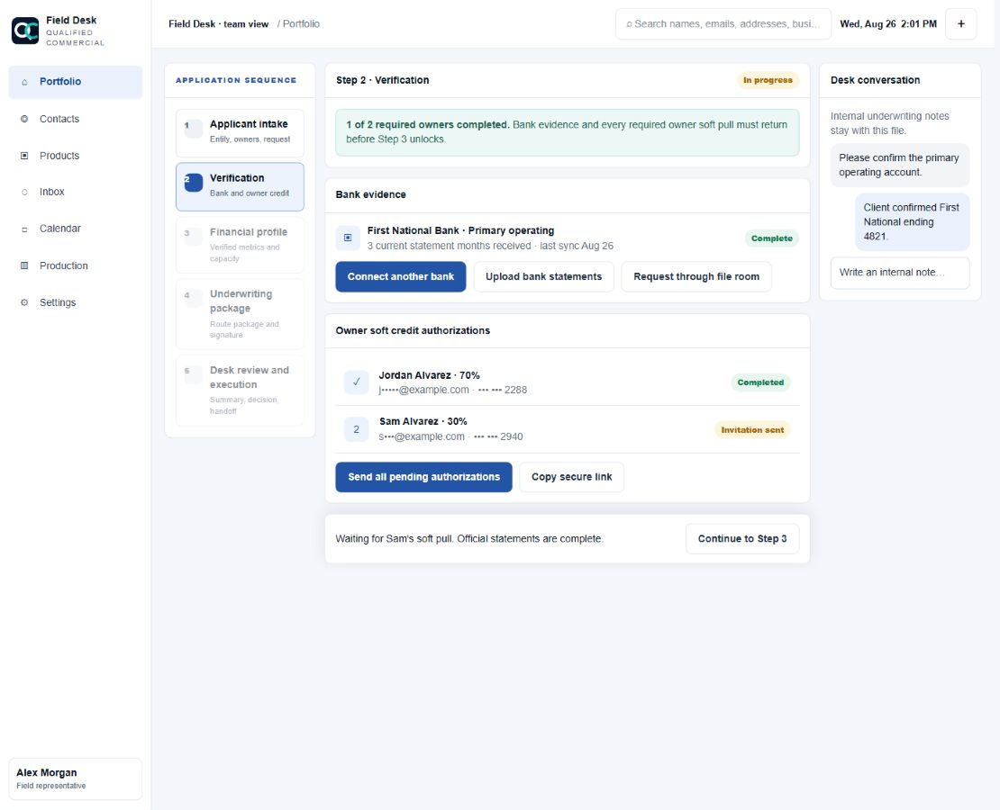 Field Desk
QUALIFIED
COMMERCIAL
Portfolio
Contacts
Products
Inbox
Calendar
Production
Settings
Alex Morgan
Field representative
Field Desk · team view / Portfolio
Search names, emails, addresses, busi...
Wed, Aug 26 2:01 PM
+
APPLICATION SEQUENCE
1
Applicant intake
Entity, owners, request
2
Verification
Bank and owner credit
3
Financial profile
Verified metrics and
capacity
4
Underwriting
package
Route package and
signature
5
Desk review and
execution
Summary, decision,
handoff
Step 2 · Verification
In progress
1 of 2 required owners completed. Bank evidence and every required owner soft pull must return
before Step 3 unlocks.
Bank evidence
First National Bank · Primary operating
3 current statement months received · last sync Aug 26
Complete
Connect another bank
Upload bank statements
Request through file room
Owner soft credit authorizations
✓
Jordan Alvarez · 70%
j•••••@example.com · ••• ••• 2288
Completed
2
Sam Alvarez · 30%
s•••@example.com · ••• ••• 2940
Invitation sent
Send all pending authorizations
Copy secure link
Waiting for Sam's soft pull. Official statements are complete.
Continue to Step 3
Desk conversation
Internal underwriting notes
stay with this file.
Please confirm the primary
operating account.
Client confirmed First
National ending
4821.
Write an internal note...